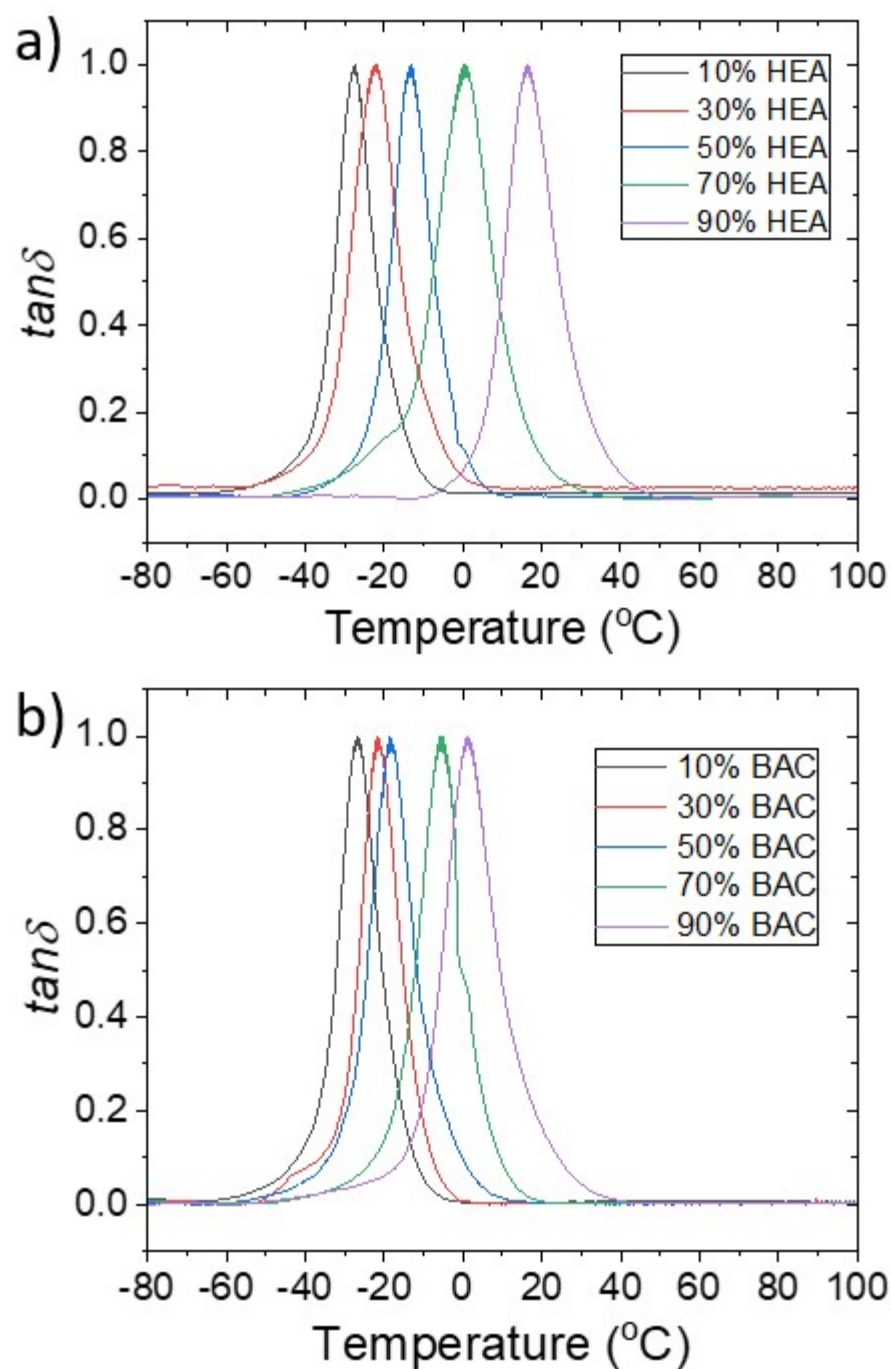 a)
1.0
0.8
0.6
0.4
0.2
0.0
tanδ
10% HEA
30% HEA
50% HEA
70% HEA
90% HEA
-80 -60 -40 -20 0 20 40 60 80 100
Temperature (°C)
b)
1.0
0.8
0.6
0.4
0.2
0.0
tanδ
10% BAC
30% BAC
50% BAC
70% BAC
90% BAC
-80 -60 -40 -20 0 20 40 60 80 100
Temperature (°C)